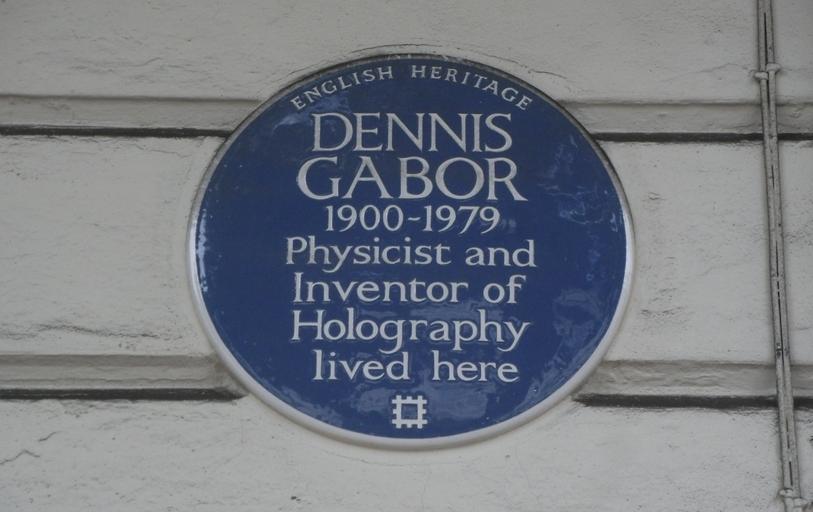 ENGLISH HERITAGE
DENNIS
GABOR
1900-1979
Physicist and
Inventor of
Holography
lived here